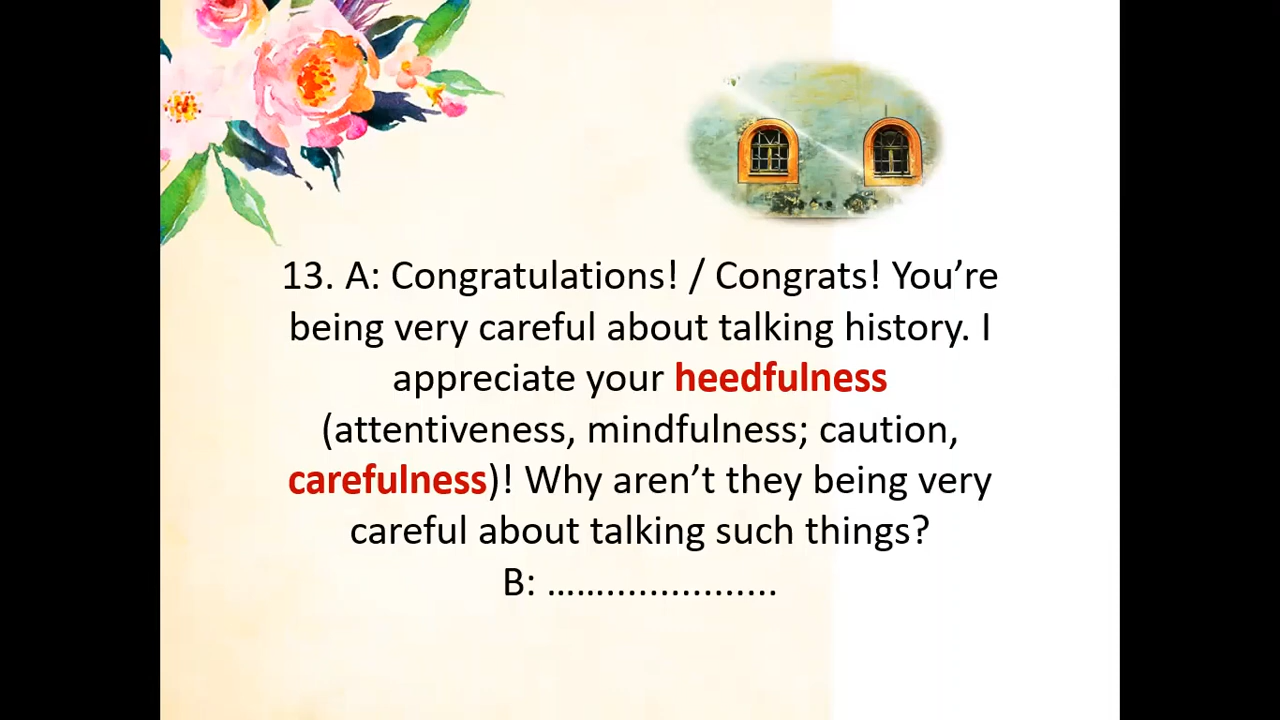 13. A: Congratulations! / Congrats! You’re
being very careful about talking history. I
appreciate your heedfulness
(attentiveness, mindfulness; caution,
carefulness)! Why aren’t they being very
careful about talking such things?
B: ……..................